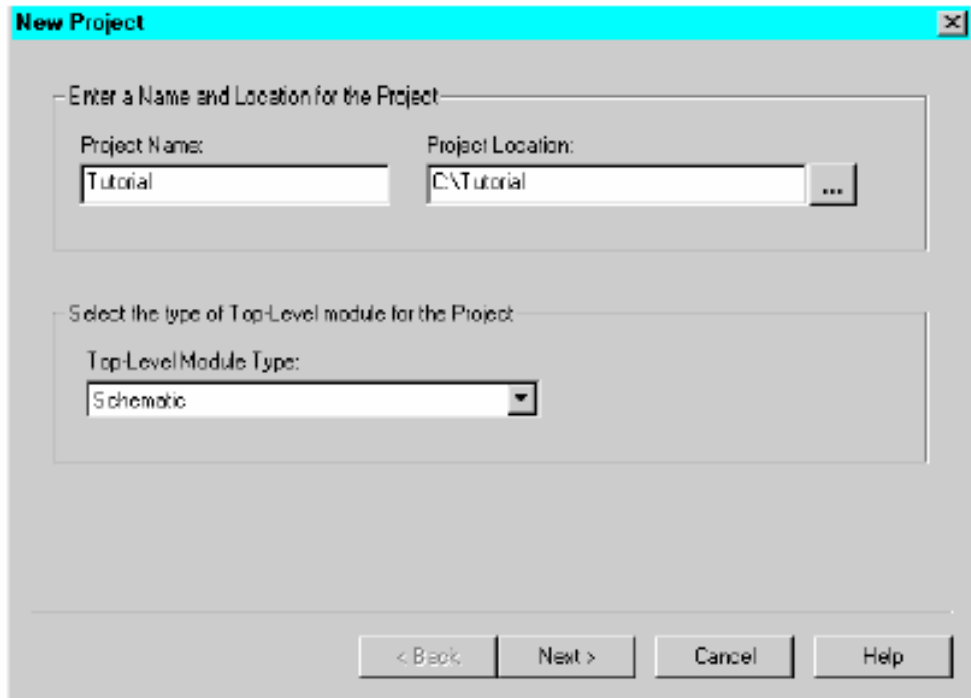 New Project
Enter a Name and Location for the Project
Project Name: Project Location:
Tutorial C:\Tutorial ...
Select the type of Top-Level module for the Project
Top-Level Module Type:
Schematic
< Back Next > Cancel Help